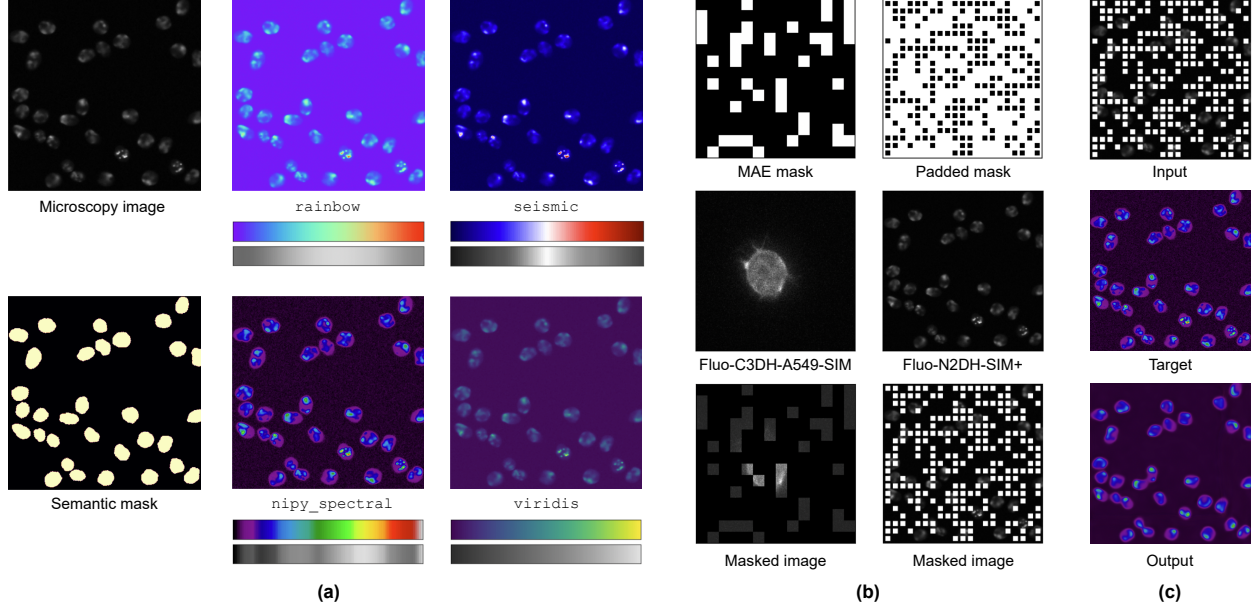 Microscopy image
rainbow
seismic
Semantic mask
nipy_spectral
viridis
(a)
MAE mask
Padded mask
Fluo-C3DH-A549-SIM
Fluo-N2DH-SIM+
Masked image
Masked image
(b)
Input
Target
Output
(c)